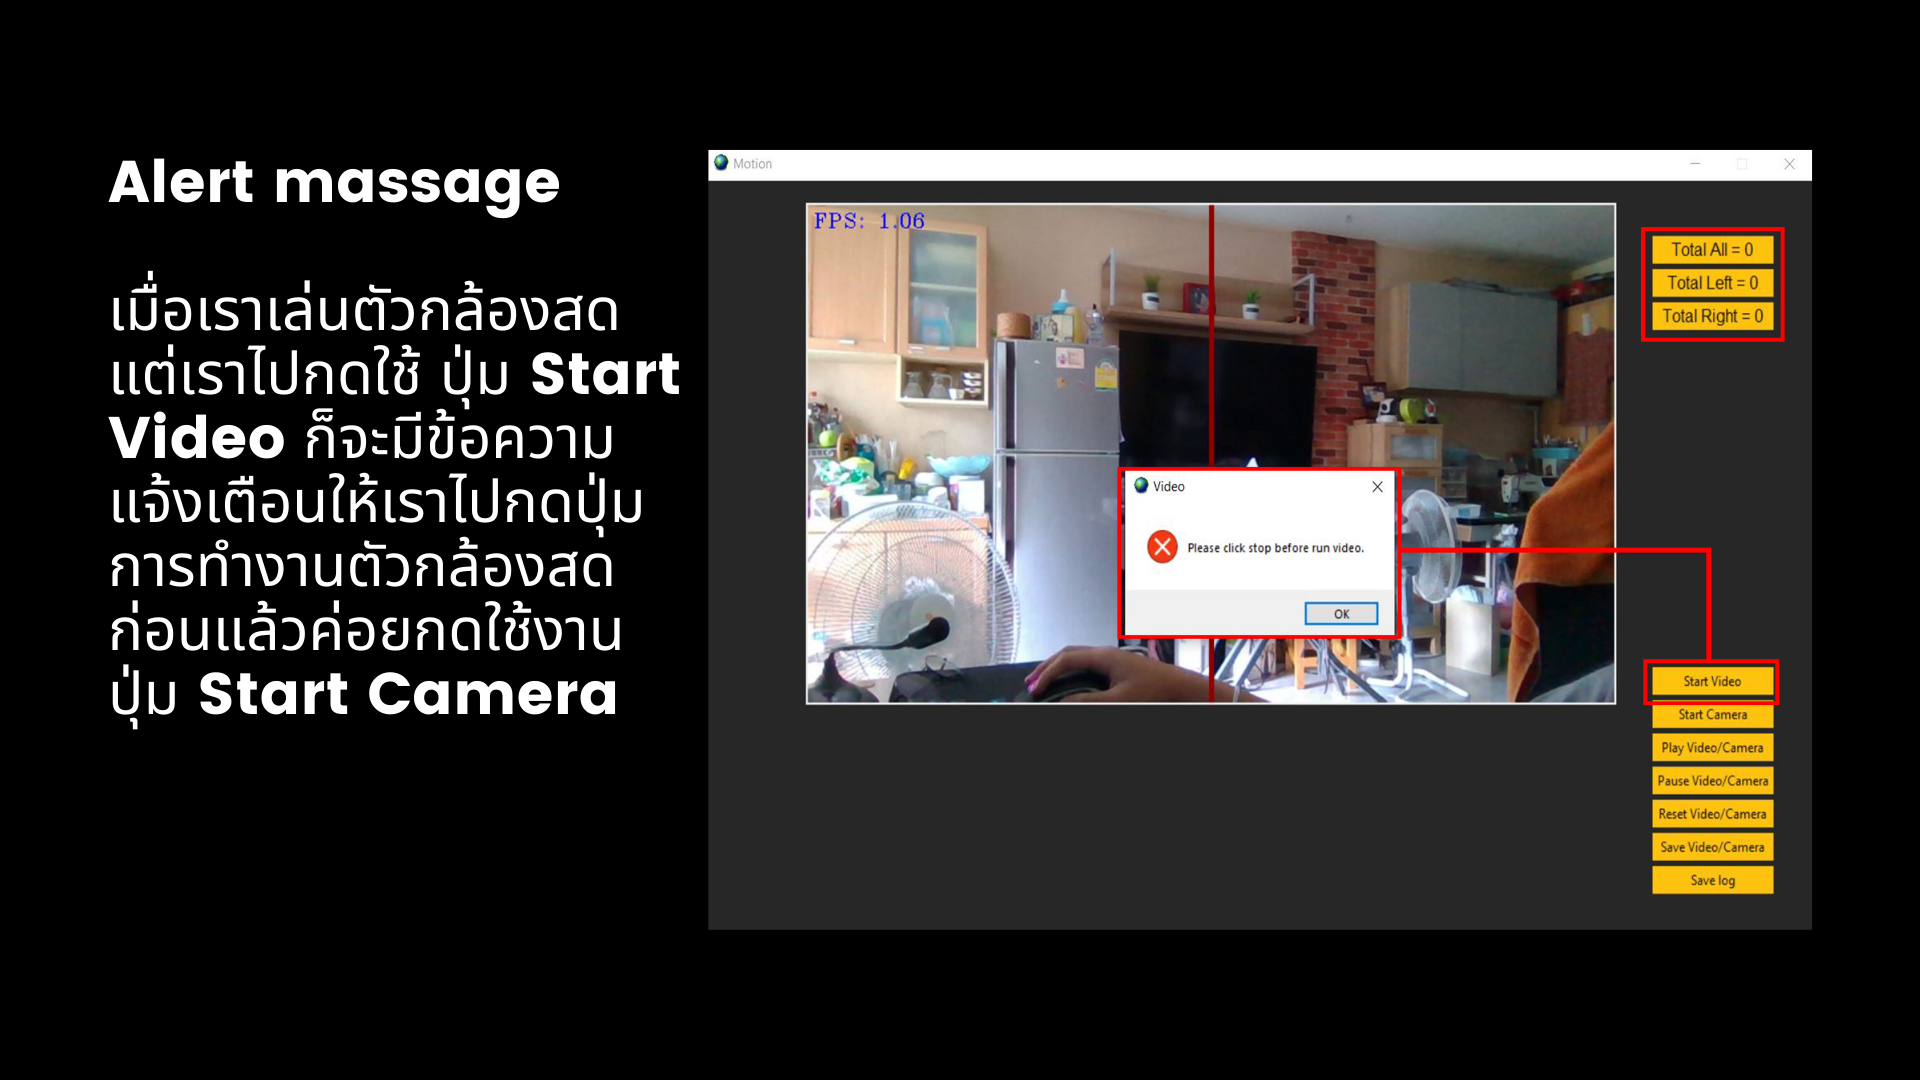 Alert massage
เมื่อเราเล่นตัวกล้องสด
แต่เราไปกดใช้ ปุ่ม Start
Video ก็จะมีข้อความ
แจ้งเตือนให้เราไปกดปุ่ม
การทำงานตัวกล้องสด
ก่อนแล้วค่อยกดใช้งาน
ปุ่ม Start Camera
Motion
FPS: 1.06
Total All = 0
Total Left = 0
Total Right = 0
Video
Please click stop before run video.
OK
Start Video
Start Camera
Play Video/Camera
Pause Video/Camera
Reset Video/Camera
Save Video/Camera
Save log